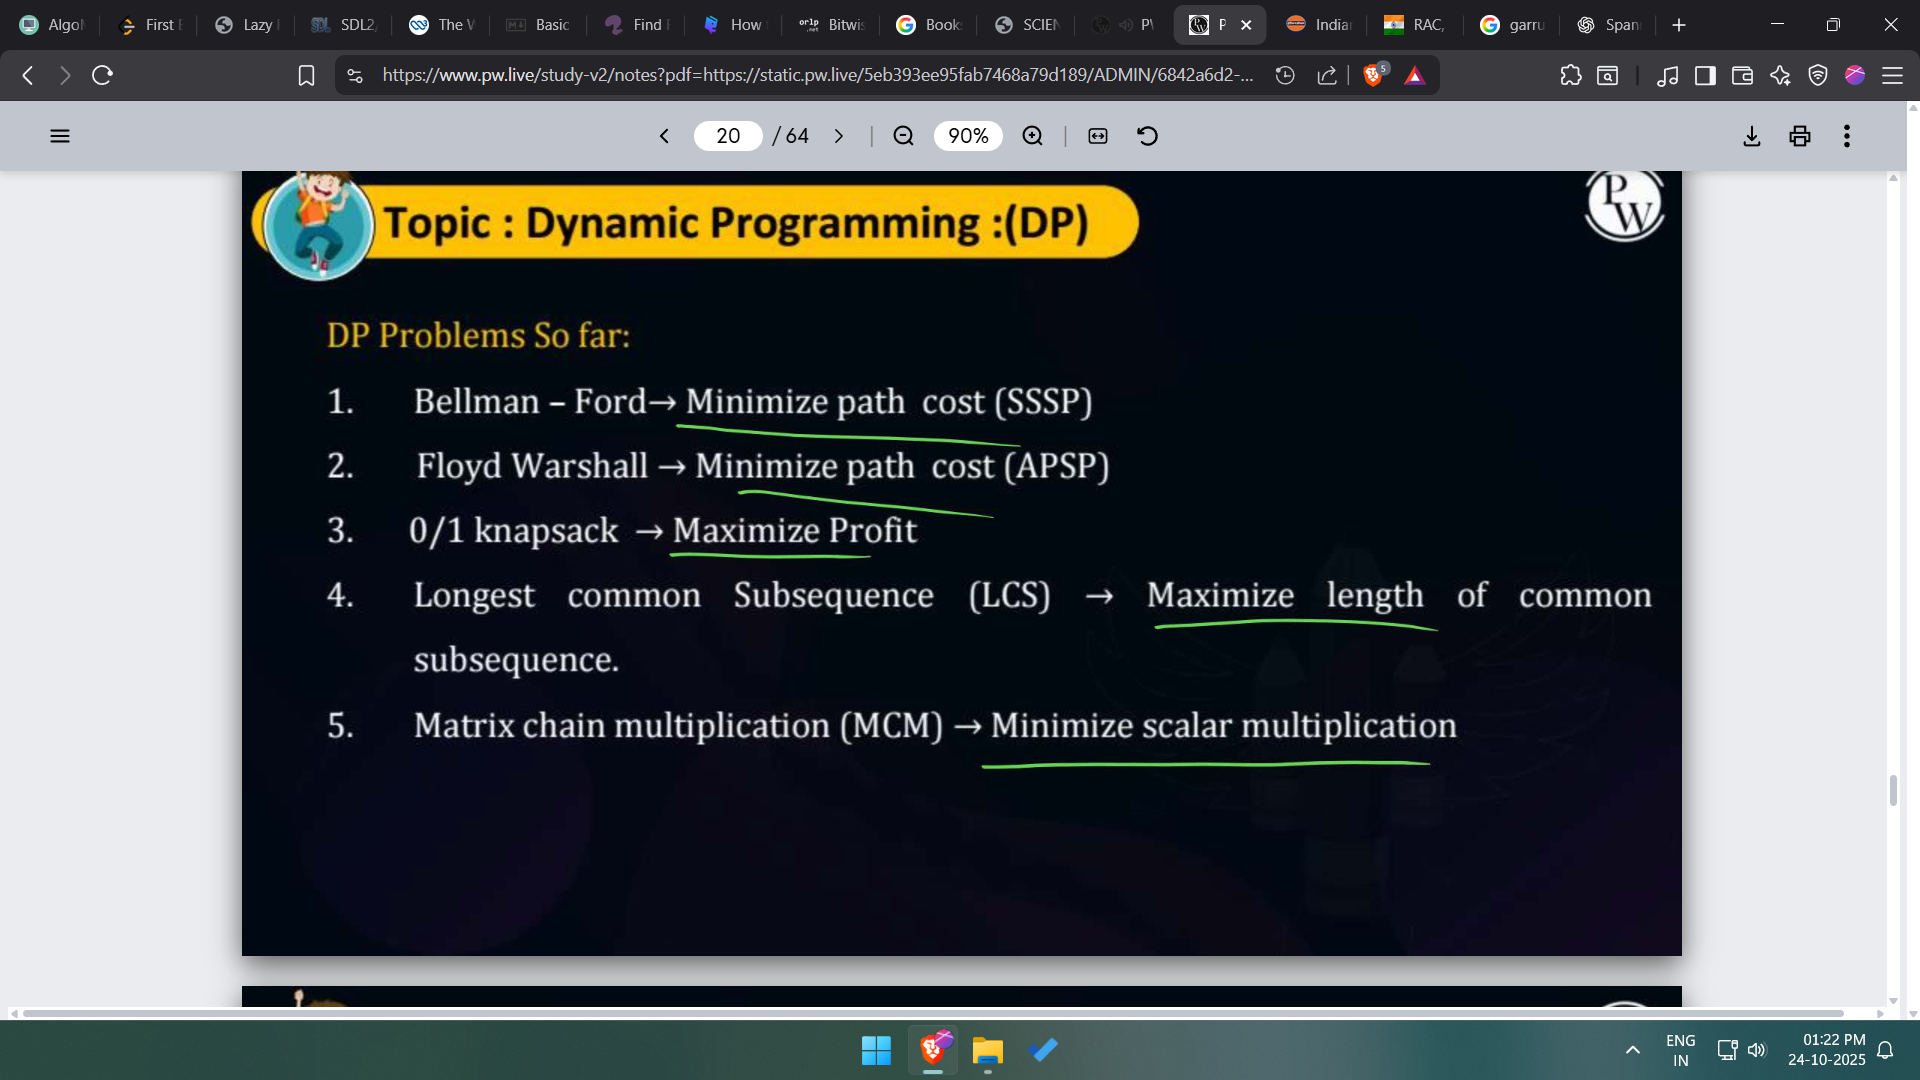 Algo
First E
Lazy
SDL2
The W
Basic
Find
How
orlp
.net
Bitwis
Book
SCIEN
PW
P
India
RAC,
garru
Span
https://www.pw.live/study-v2/notes?pdf=https://static.pw.live/5eb393ee95fab7468a79d189/ADMIN/6842a6d2-...
5
20 / 64
90%
Topic : Dynamic Programming :(DP)
PW
DP Problems So far:
1. Bellman – Ford→ Minimize path cost (SSSP)
2. Floyd Warshall → Minimize path cost (APSP)
3. 0/1 knapsack → Maximize Profit
4. Longest common Subsequence (LCS) → Maximize length of common
subsequence.
5. Matrix chain multiplication (MCM) → Minimize scalar multiplication
ENG
IN
01:22 PM
24-10-2025